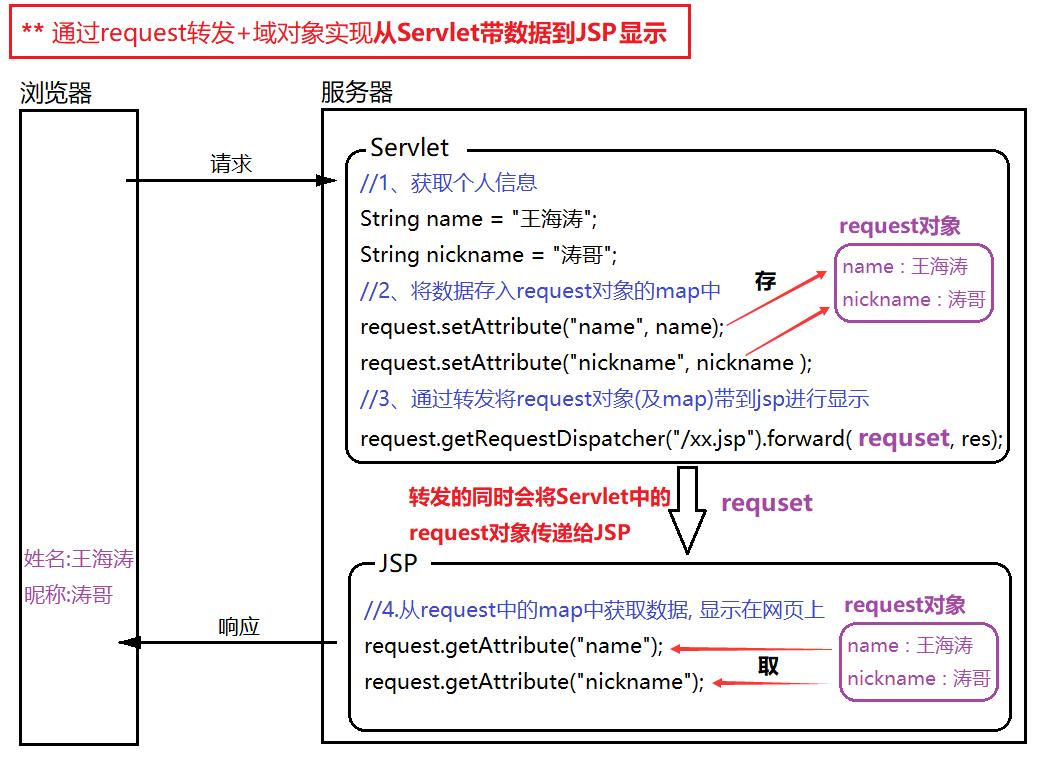 ** 通过request转发+域对象实现从Servlet带数据到JSP显示
浏览器
服务器
请求
Servlet
//1、获取个人信息
String name = "王海涛";
String nickname = "涛哥";
//2、将数据存入request对象的map中
request.setAttribute("name", name);
request.setAttribute("nickname", nickname );
//3、通过转发将request对象(及map)带到jsp进行显示
request.getRequestDispatcher("/xx.jsp").forward( requset, res);
存
request对象
name : 王海涛
nickname : 涛哥
转发的同时会将Servlet中的
request对象传递给JSP
requset
JSP
//4.从request中的map中获取数据, 显示在网页上
request.getAttribute("name");
request.getAttribute("nickname");
取
request对象
name : 王海涛
nickname : 涛哥
响应
姓名:王海涛
昵称:涛哥